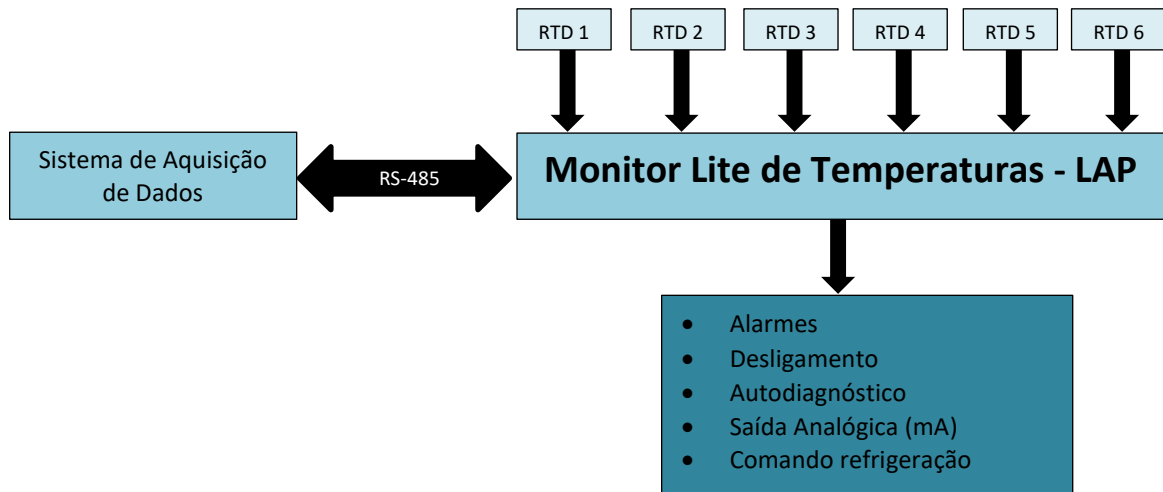 RTD 1
RTD 2
RTD 3
RTD 4
RTD 5
RTD 6
Sistema de Aquisição
de Dados
RS-485
Monitor Lite de Temperaturas - LAP
• Alarmes
• Desligamento
• Autodiagnóstico
• Saída Analógica (mA)
• Comando refrigeração